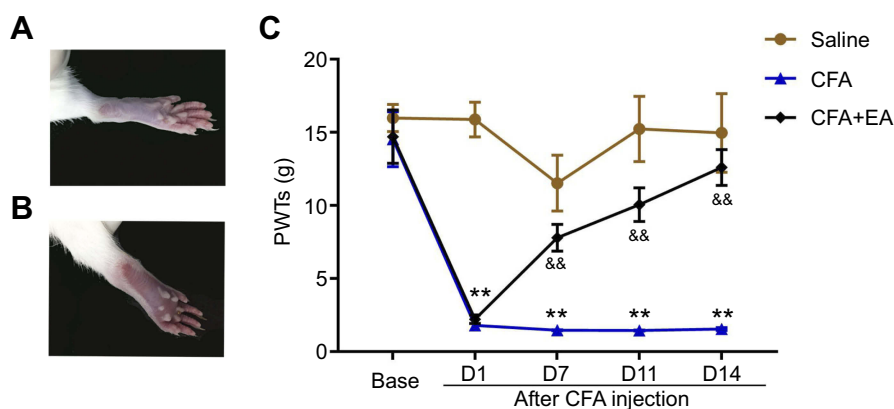 A
B
C
Saline
CFA
CFA+EA
PWTs (g)
20
15
10
5
0
**
**
**
**
&&
&&
&&
Base
D1
D7
D11
D14
After CFA injection